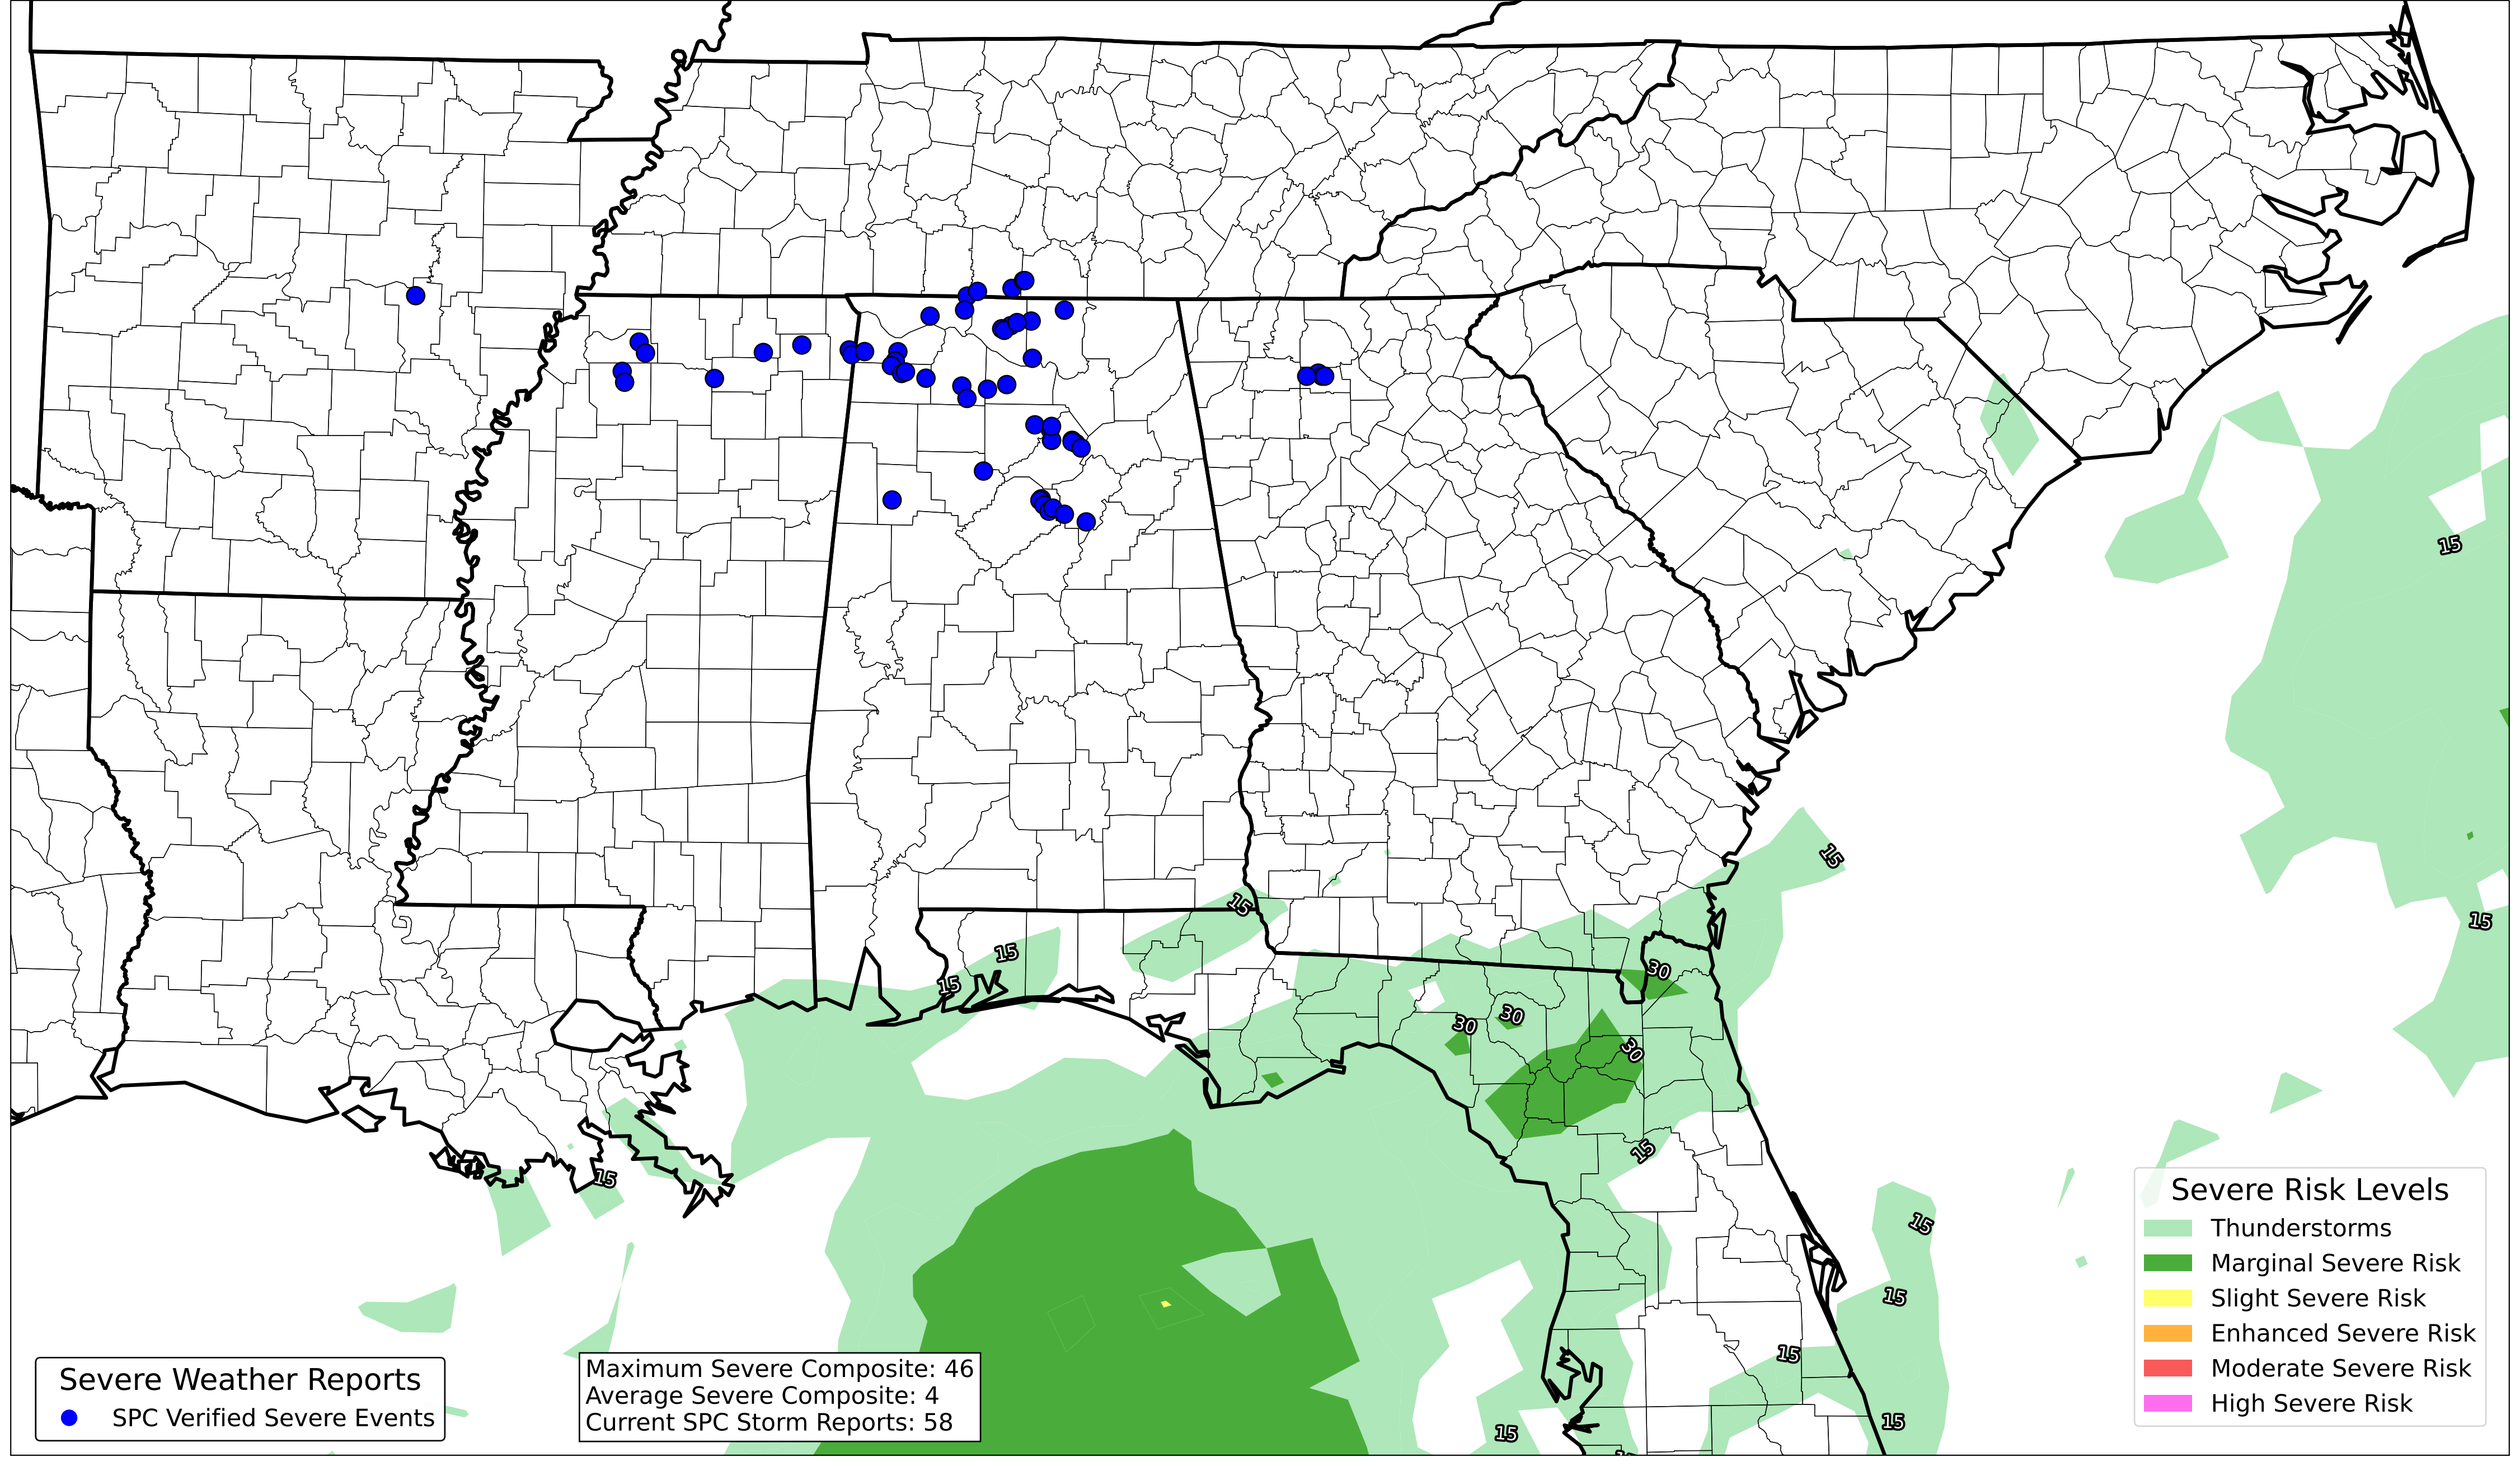 15
15
15
15
15
15
30
30
30
30
15
15
15
15
15
15
15
15
Severe Risk Levels
Thunderstorms
Marginal Severe Risk
Slight Severe Risk
Enhanced Severe Risk
Moderate Severe Risk
High Severe Risk
Severe Weather Reports
SPC Verified Severe Events
Maximum Severe Composite: 46
Average Severe Composite: 4
Current SPC Storm Reports: 58